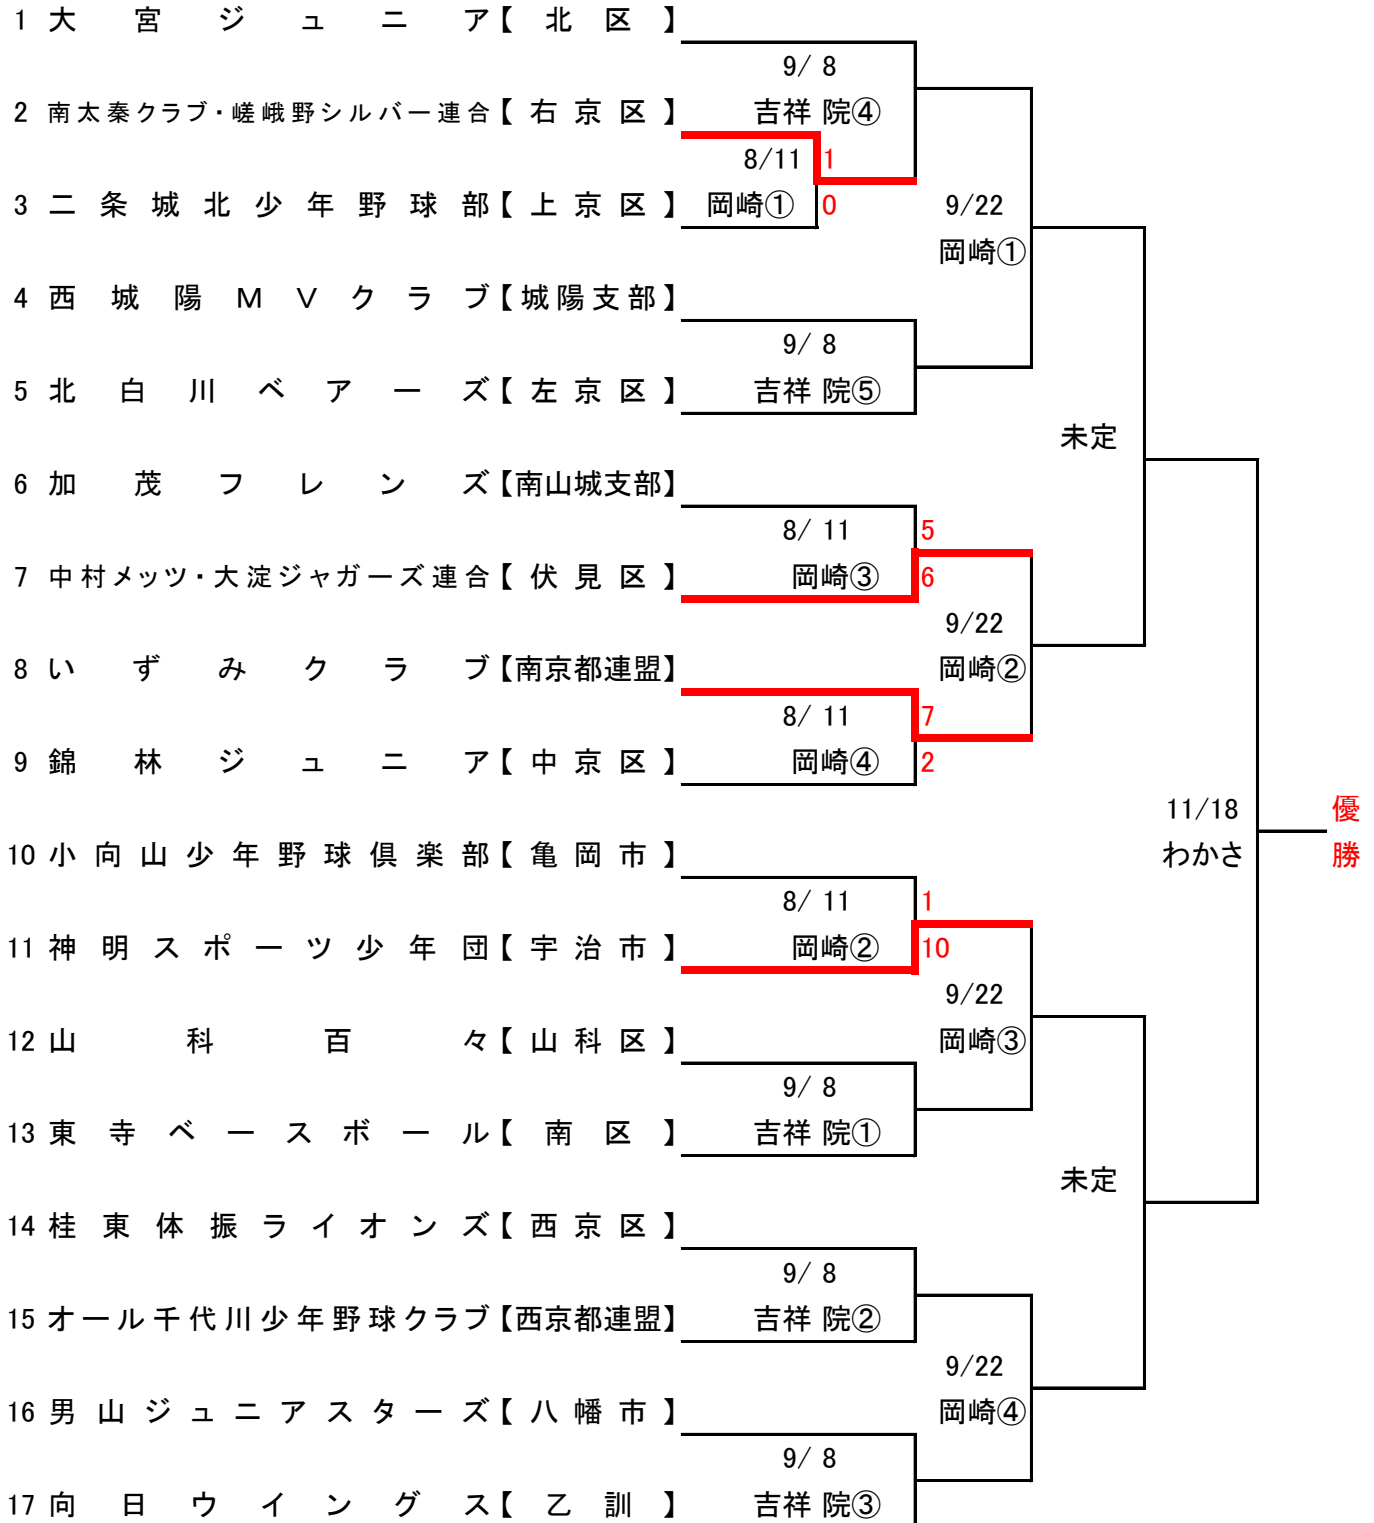 1 大宮ジュニア【北区】
9/ 8
2 南太秦クラブ・嵯峨野シルバー連合【右京区】 吉祥院④
8/11 1
3 二条城北少年野球部【上京区】 岡崎① 0 9/22
岡崎①
4 西城陽MVクラブ【城陽支部】
9/ 8
5 北白川ベアーズ【左京区】 吉祥院⑤
未定
6 加茂フレンズ【南山城支部】
8/ 11 5
7 中村メッツ・大淀ジャガーズ連合【伏見区】 岡崎③ 6
9/22
8 いずみクラブ【南京都連盟】 岡崎②
8/ 11 7
9 錦林ジュニア【中京区】 岡崎④ 2
11/18 優
10 小向山少年野球倶楽部【亀岡市】 わかさ 勝
8/ 11 1
11 神明スポーツ少年団【宇治市】 岡崎② 10
9/22
12 山科百々【山科区】 岡崎③
9/ 8
13 東寺ベースボール【南区】 吉祥院①
未定
14 桂東体振ライオンズ【西京区】
9/ 8
15 オール千代川少年野球クラブ【西京都連盟】 吉祥院②
9/22
16 男山ジュニアスターズ【八幡市】 岡崎④
9/ 8
17 向日ウイングス【乙訓】 吉祥院③